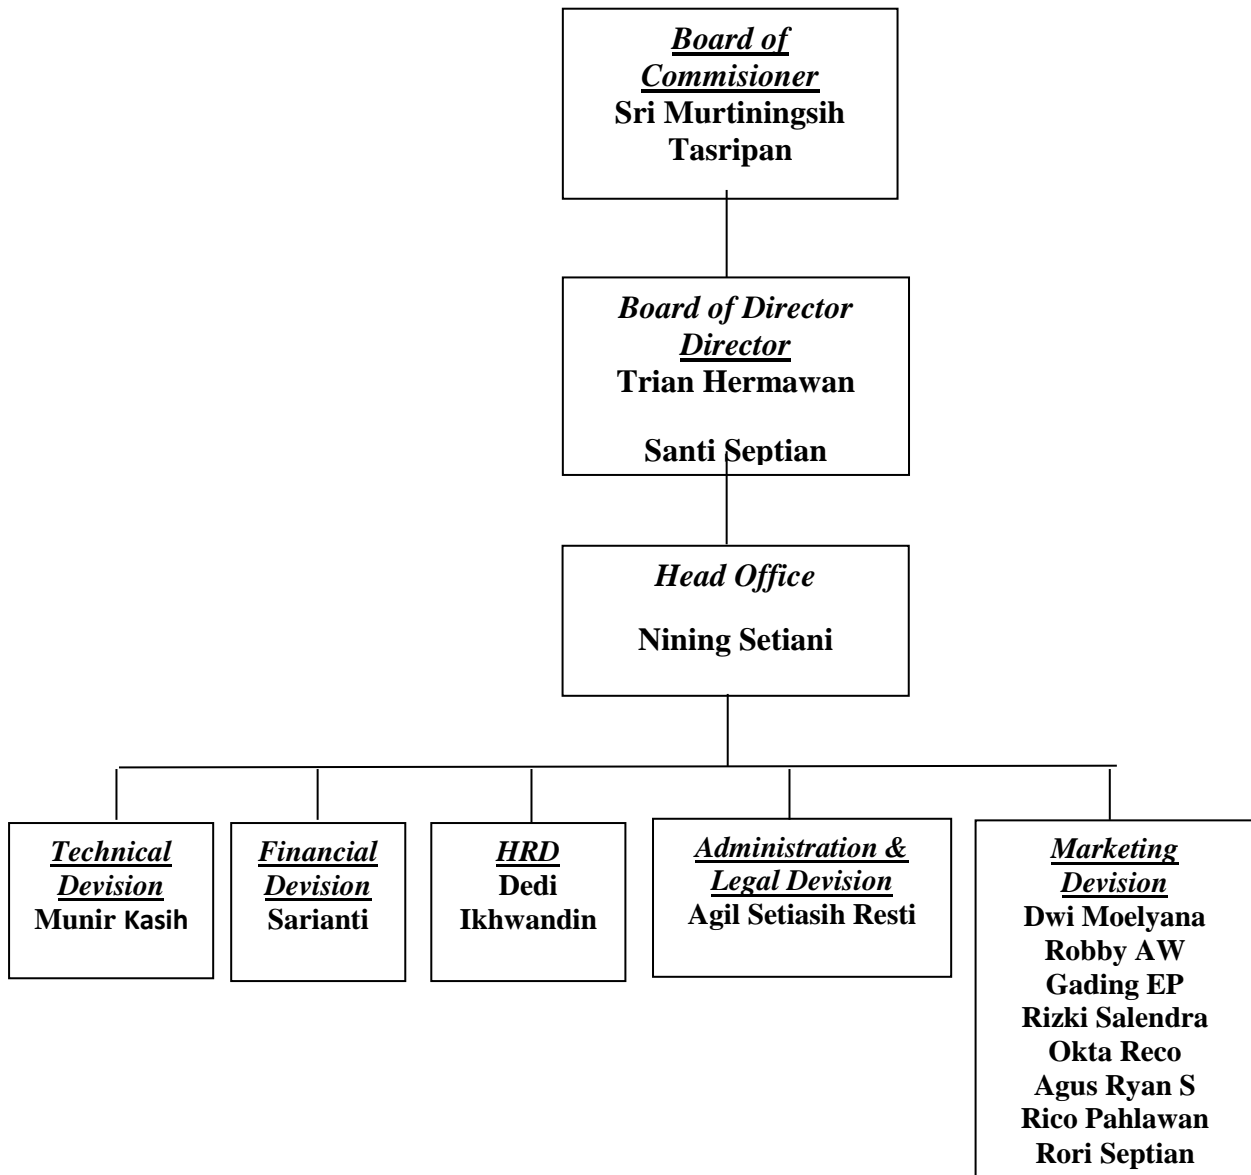 Board of
Commisioner
Sri Murtiningsih
Tasripan
Board of Director
Director
Trian Hermawan
Santi Septian
Head Office
Nining Setiani
Technical
Devision
Munir Kasih
Financial
Devision
Sarianti
HRD
Dedi
Ikhwandin
Administration &
Legal Devision
Agil Setiasih Resti
Marketing
Devision
Dwi Moelyana
Robby AW
Gading EP
Rizki Salendra
Okta Reco
Agus Ryan S
Rico Pahlawan
Rori Septian